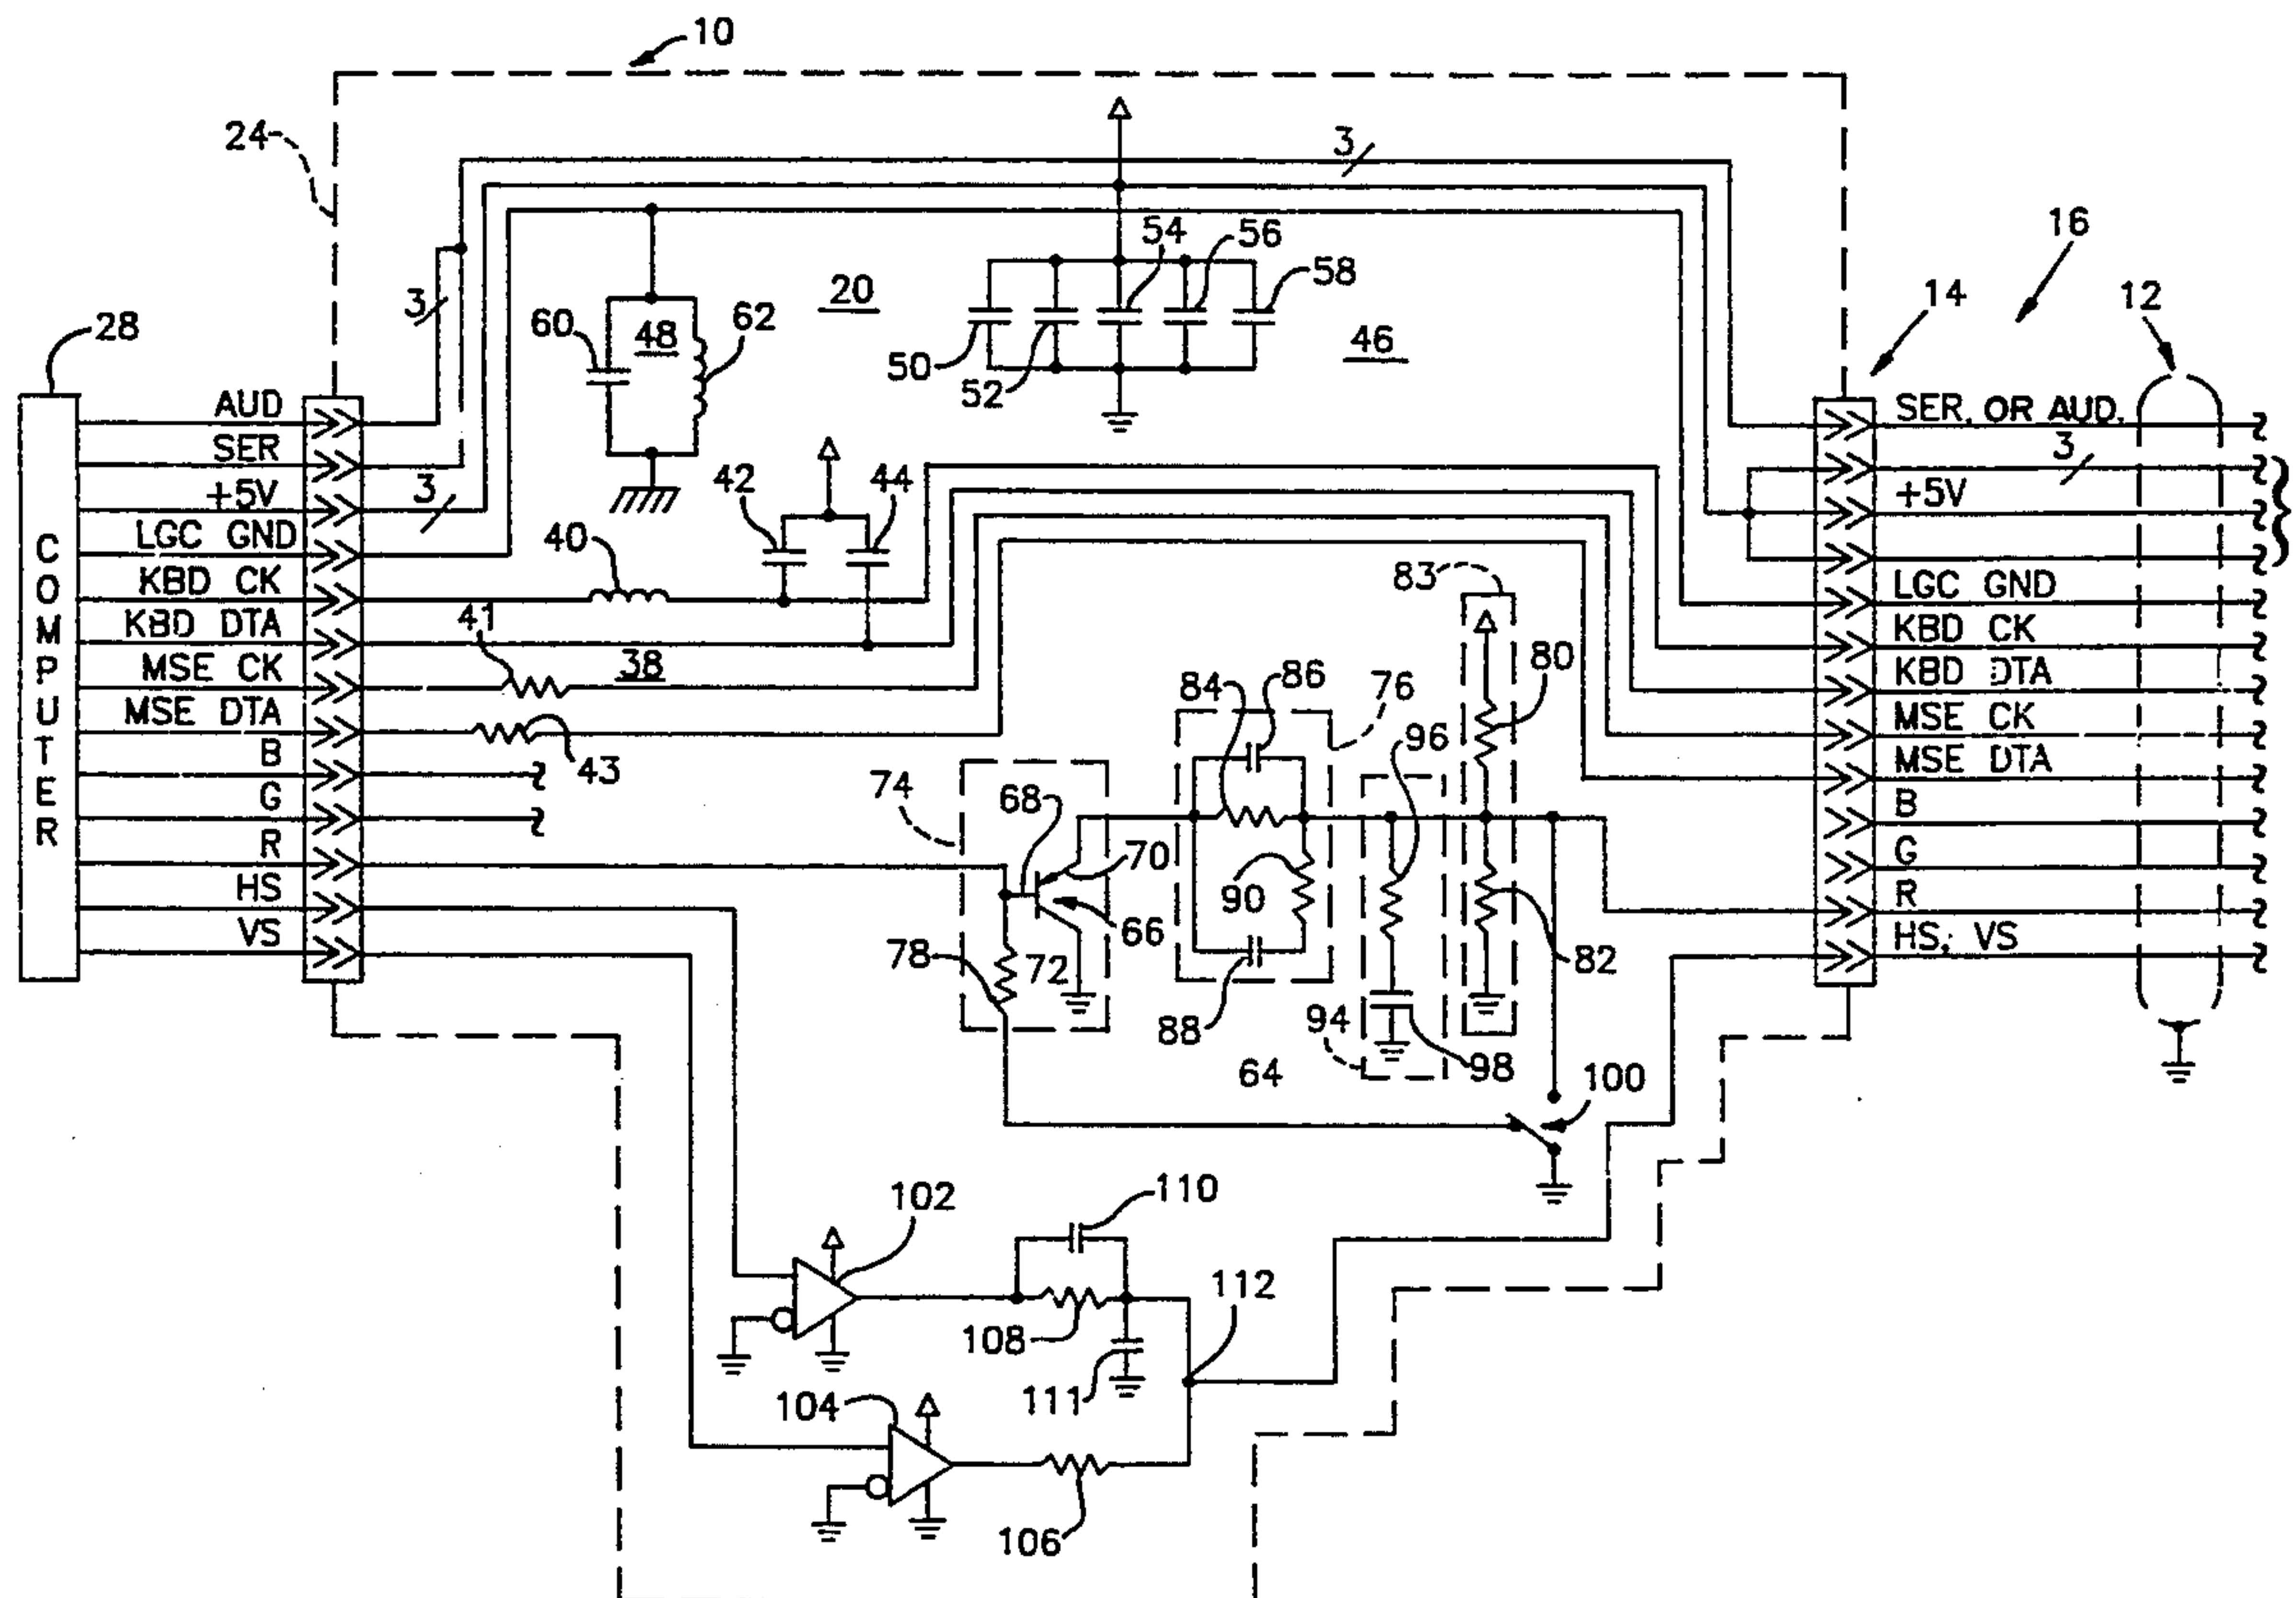 10
24
3
3
28
COMPUTER
AUD
SER
+5V
3
LGC GND
KBD CK
KBD DTA
MSE CK
MSE DTA
B
G
R
HS
VS
60
48
62
20
54
56
58
50
52
46
16
14
12
42
44
40
41
38
43
83
80
84
86
76
96
74
68
70
66
72
78
90
88
82
94
98
64
100
SER. OR AUD.
3
+5V
LGC GND
KBD CK
KBD DTA
MSE CK
MSE DTA
B
G
R
HS, VS
102
110
108
111
112
104
106